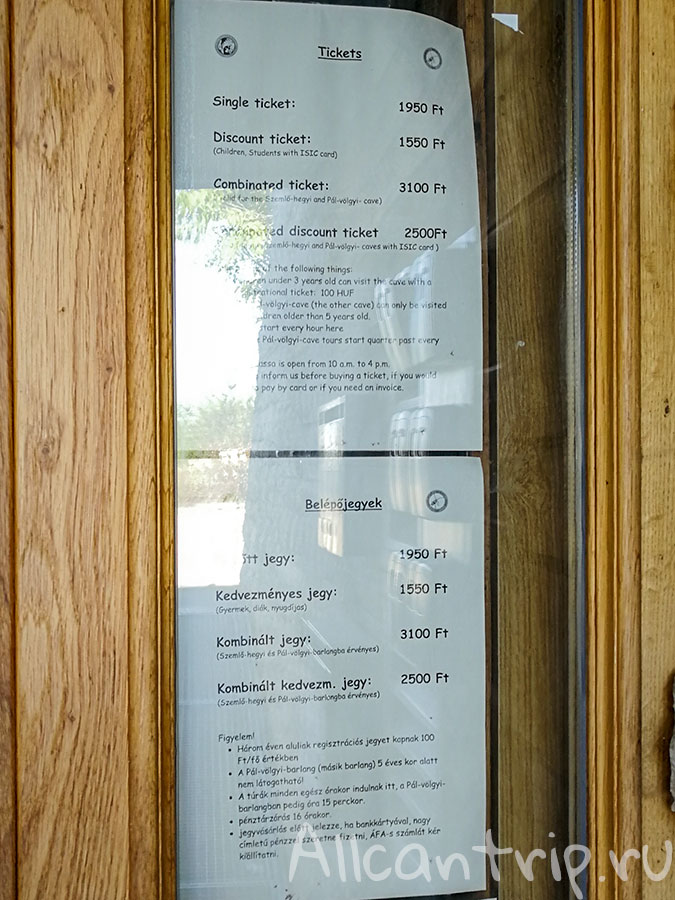 Tickets
Single ticket: 1950 Ft
Discount ticket: 1550 Ft
(Children, Students with ISIC card)
Combinated ticket: 3100 Ft
for the Szemlő-hegyi and Pál-völgyi- cave)
discount ticket 2500Ft
Szemlő-hegyi and Pál-völgyi- caves with ISIC card )
of the following things:
under 3 years old can visit the cave with a
ticket: 100 HUF
völgyi-cave (the other cave) can only be visited
older than 5 years old.
start every hour here
Pál-völgyi-cave tours start quarter past every
is open from 10 a.m. to 4 p.m.
inform us before buying a ticket, if you would
pay by card or if you need an invoice.
Belépőjegyek
jegy: 1950 Ft
Kedvezményes jegy: 1550 Ft
(Gyermek, diák, nyugdíjas)
Kombinált jegy: 3100 Ft
(Szemlő-hegyi és Pál-völgyi-barlangba érvényes)
Kombinált kedvezm. jegy: 2500 Ft
(Szemlő-hegyi és Pál-völgyi-barlangba érvényes)
Figyelem!
• Három éven aluliak regisztrációs jegyet kapnak 100
Ft/fő értékben
• A Pál-völgyi-barlang (másik barlang) 5 éves kor alatt
nem látogatható!
• A túrák minden egész órakor indulnak itt, a Pál-völgyi-
barlangban pedig óra 15 perckor.
• pénztárzárás 16 órakor.
• jegyvásárlás előtt jelezze, ha bankkártyával, nagy
címletű pénzzel szeretne fizetni, ÁFA-s számlát kér
kiállítatni.
Allcantrip.ru